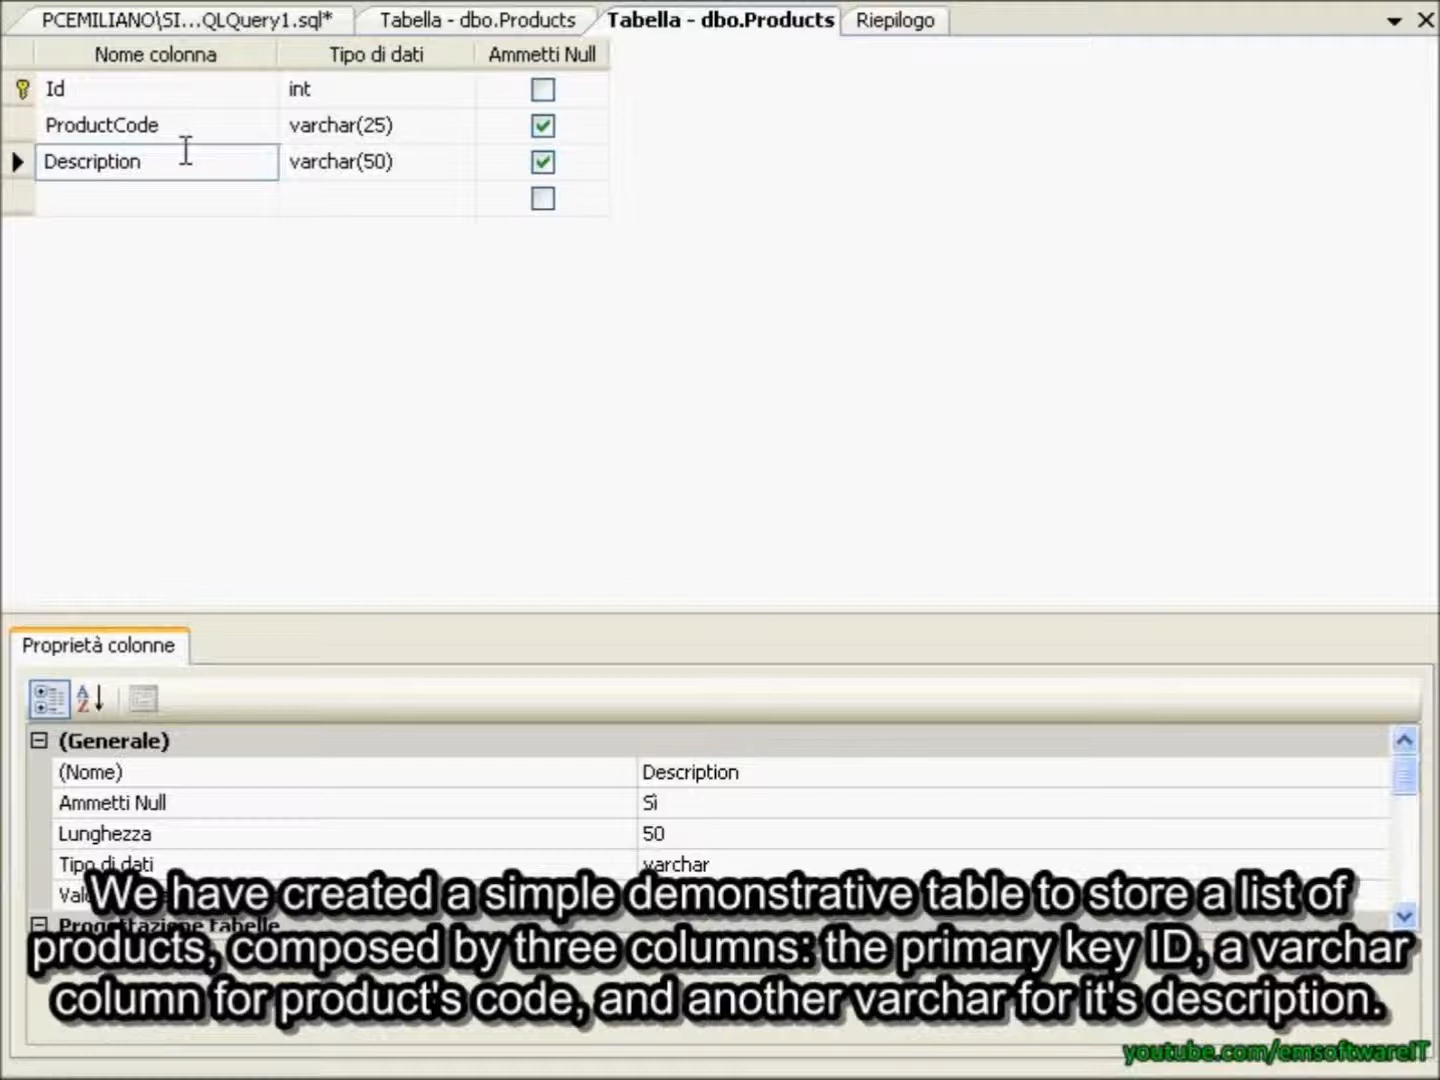 PCEMILIANO\SI...QLQuery1.sql* Tabella - dbo.Products Tabella - dbo.Products Riepilogo
Nome colonna Tipo di dati Ammetti Null
Id int
ProductCode varchar(25)
Description varchar(50)
Proprietà colonne
(Generale)
(Nome) Description
Ammetti Null Sì
Lunghezza 50
Tipo di dati varchar
Progettazione tabelle
We have created a simple demonstrative table to store a list of
products, composed by three columns: the primary key ID, a varchar
column for product's code, and another varchar for it's description.
youtube.com/emsoftwareIT